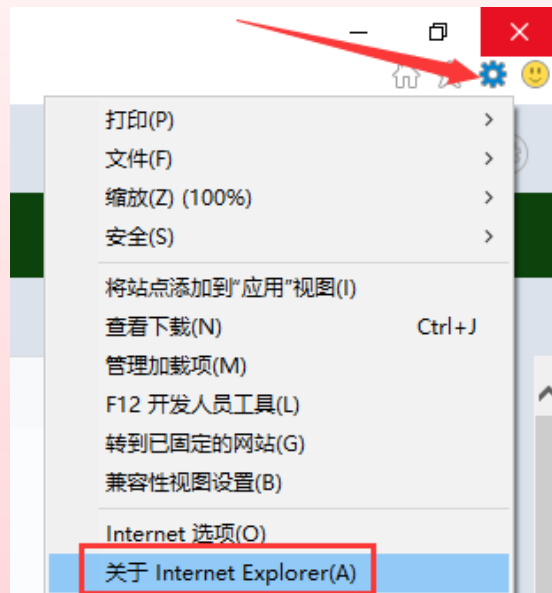 打印(P)
文件(F)
缩放(Z) (100%)
安全(S)
将站点添加到“应用”视图(I)
查看下载(N) Ctrl+J
管理加载项(M)
F12 开发人员工具(L)
转到已固定的网站(G)
兼容性视图设置(B)
Internet 选项(O)
关于 Internet Explorer(A)